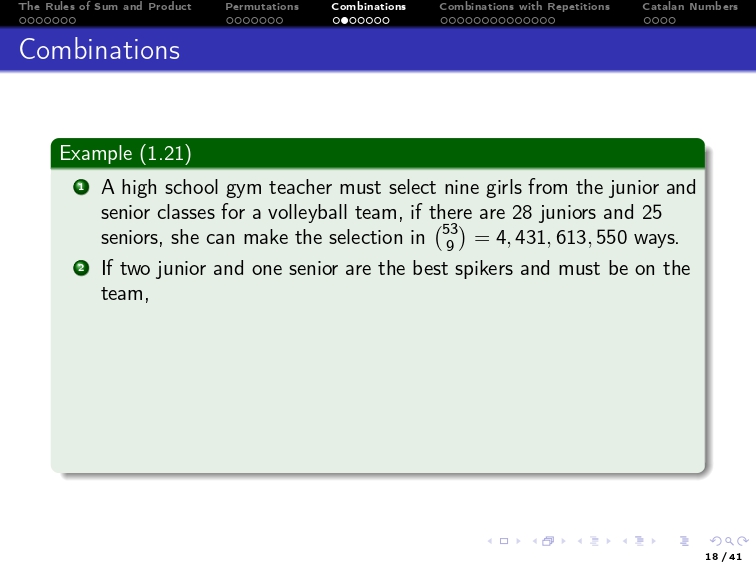 The Rules of Sum and Product Permutations Combinations Combinations with Repetitions Catalan Numbers
Combinations
Example (1.21)
1 A high school gym teacher must select nine girls from the junior and
senior classes for a volleyball team, if there are 28 juniors and 25
seniors, she can make the selection in (53 9) = 4, 431, 613, 550 ways.
2 If two junior and one senior are the best spikers and must be on the
team,
18 / 41